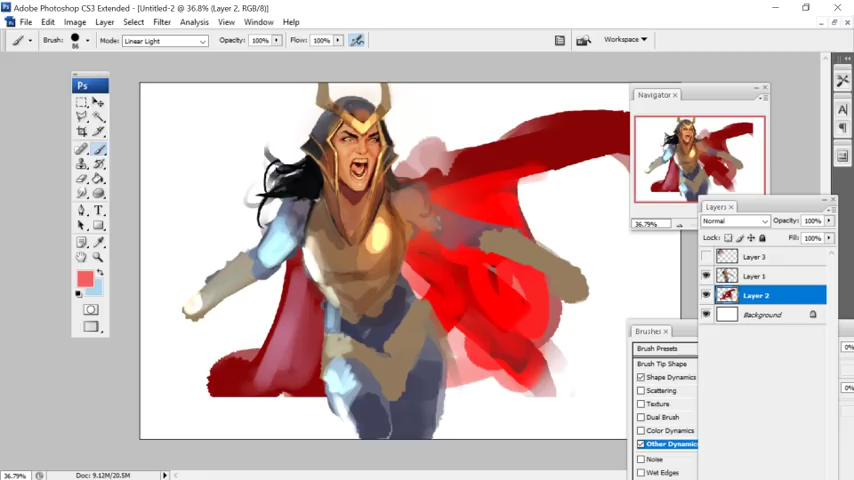 Adobe Photoshop CS3 Extended - [Untitled-2 @ 36.8% (Layer 2, RGB/8)]
File Edit Image Layer Select Filter Analysis View Window Help
Brush: 86 Mode: Linear Light Opacity: 100% Flow: 100% Workspace
Ps
T
Navigator x
36.79%
Layers x
Normal Opacity: 100%
Lock: Fill: 100%
Layer 3
Layer 1
Layer 2
Background
Brushes x
Brush Presets
Brush Tip Shape
Shape Dynamics
Scattering
Texture
Dual Brush
Color Dynamics
Other Dynamic
Noise
Wet Edges
0%
0%
A
36.79% Doc: 9.12M/20.5M